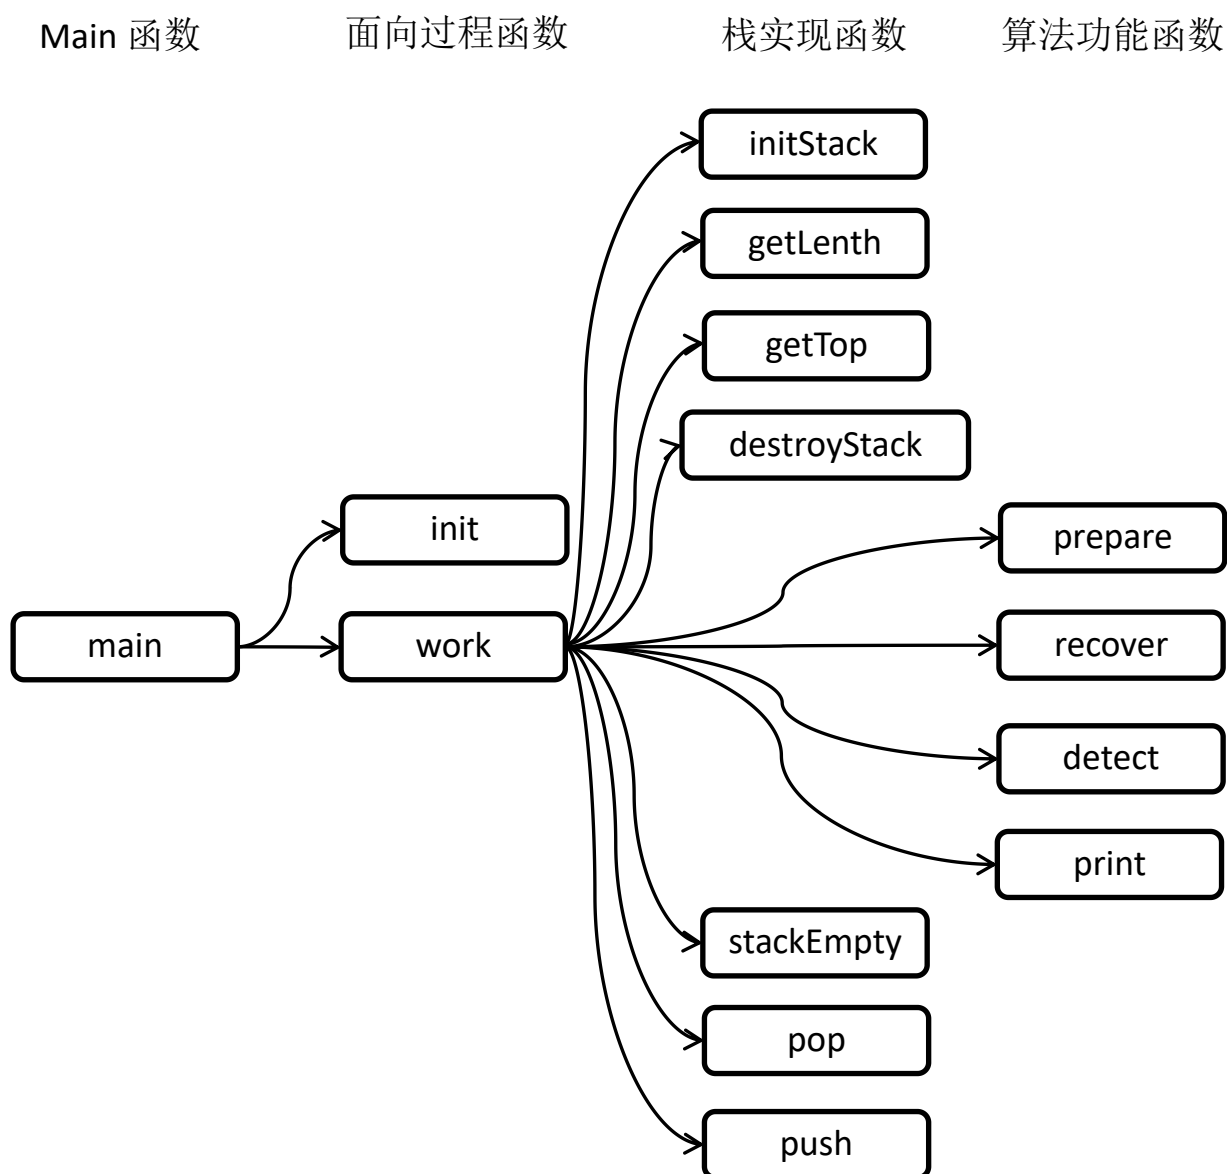 Main 函数
面向过程函数
栈实现函数
算法功能函数
initStack
getLenth
getTop
destroyStack
init
prepare
main
work
recover
detect
print
stackEmpty
pop
push